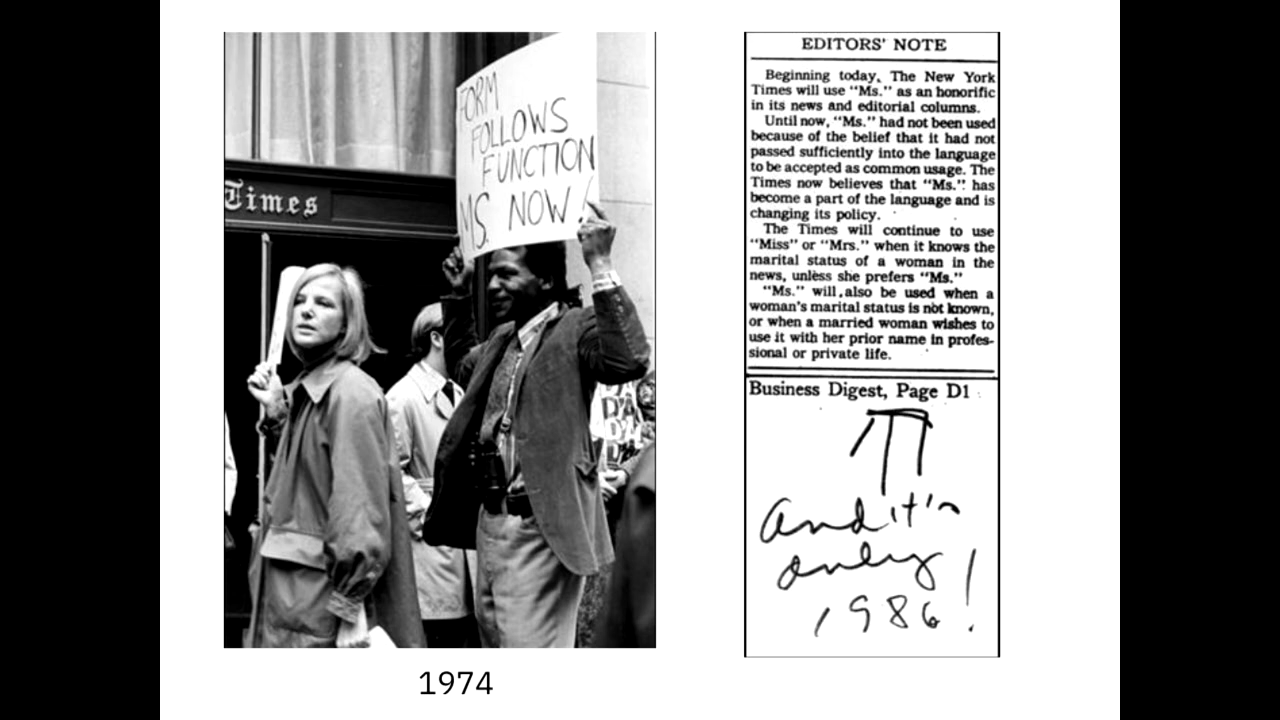 FORM
FOLLOWS
FUNCTION
MS. NOW!
Times
1974
EDITORS' NOTE
Beginning today, The New York
Times will use "Ms." as an honorific
in its news and editorial columns.
Until now, "Ms." had not been used
because of the belief that it had not
passed sufficiently into the language
to be accepted as common usage. The
Times now believes that "Ms." has
become a part of the language and is
changing its policy.
The Times will continue to use
"Miss" or "Mrs." when it knows the
marital status of a woman in the
news, unless she prefers "Ms."
"Ms." will also be used when a
woman's marital status is not known,
or when a married woman wishes to
use it with her prior name in profes-
sional or private life.
Business Digest, Page D1
And it's
only
1986!